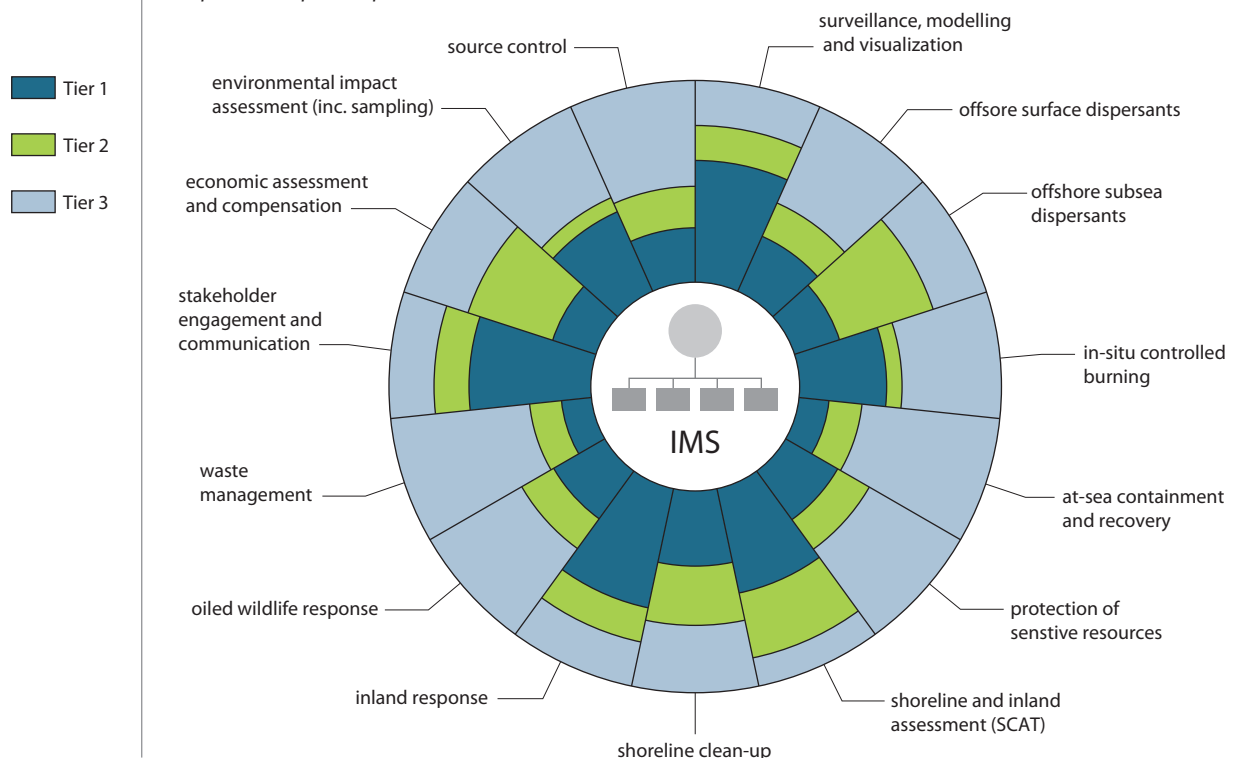 surveillance, modelling
and visualization
source control
environmental impact
assessment (inc. sampling)
Tier 1
Tier 2
Tier 3
offsore surface dispersants
economic assessment
and compensation
offshore subsea
dispersants
stakeholder
engagement and
communication
in-situ controlled
burning
IMS
waste
management
at-sea containment
and recovery
oiled wildlife response
protection of
senstive resources
inland response
shoreline and inland
assessment (SCAT)
shoreline clean-up